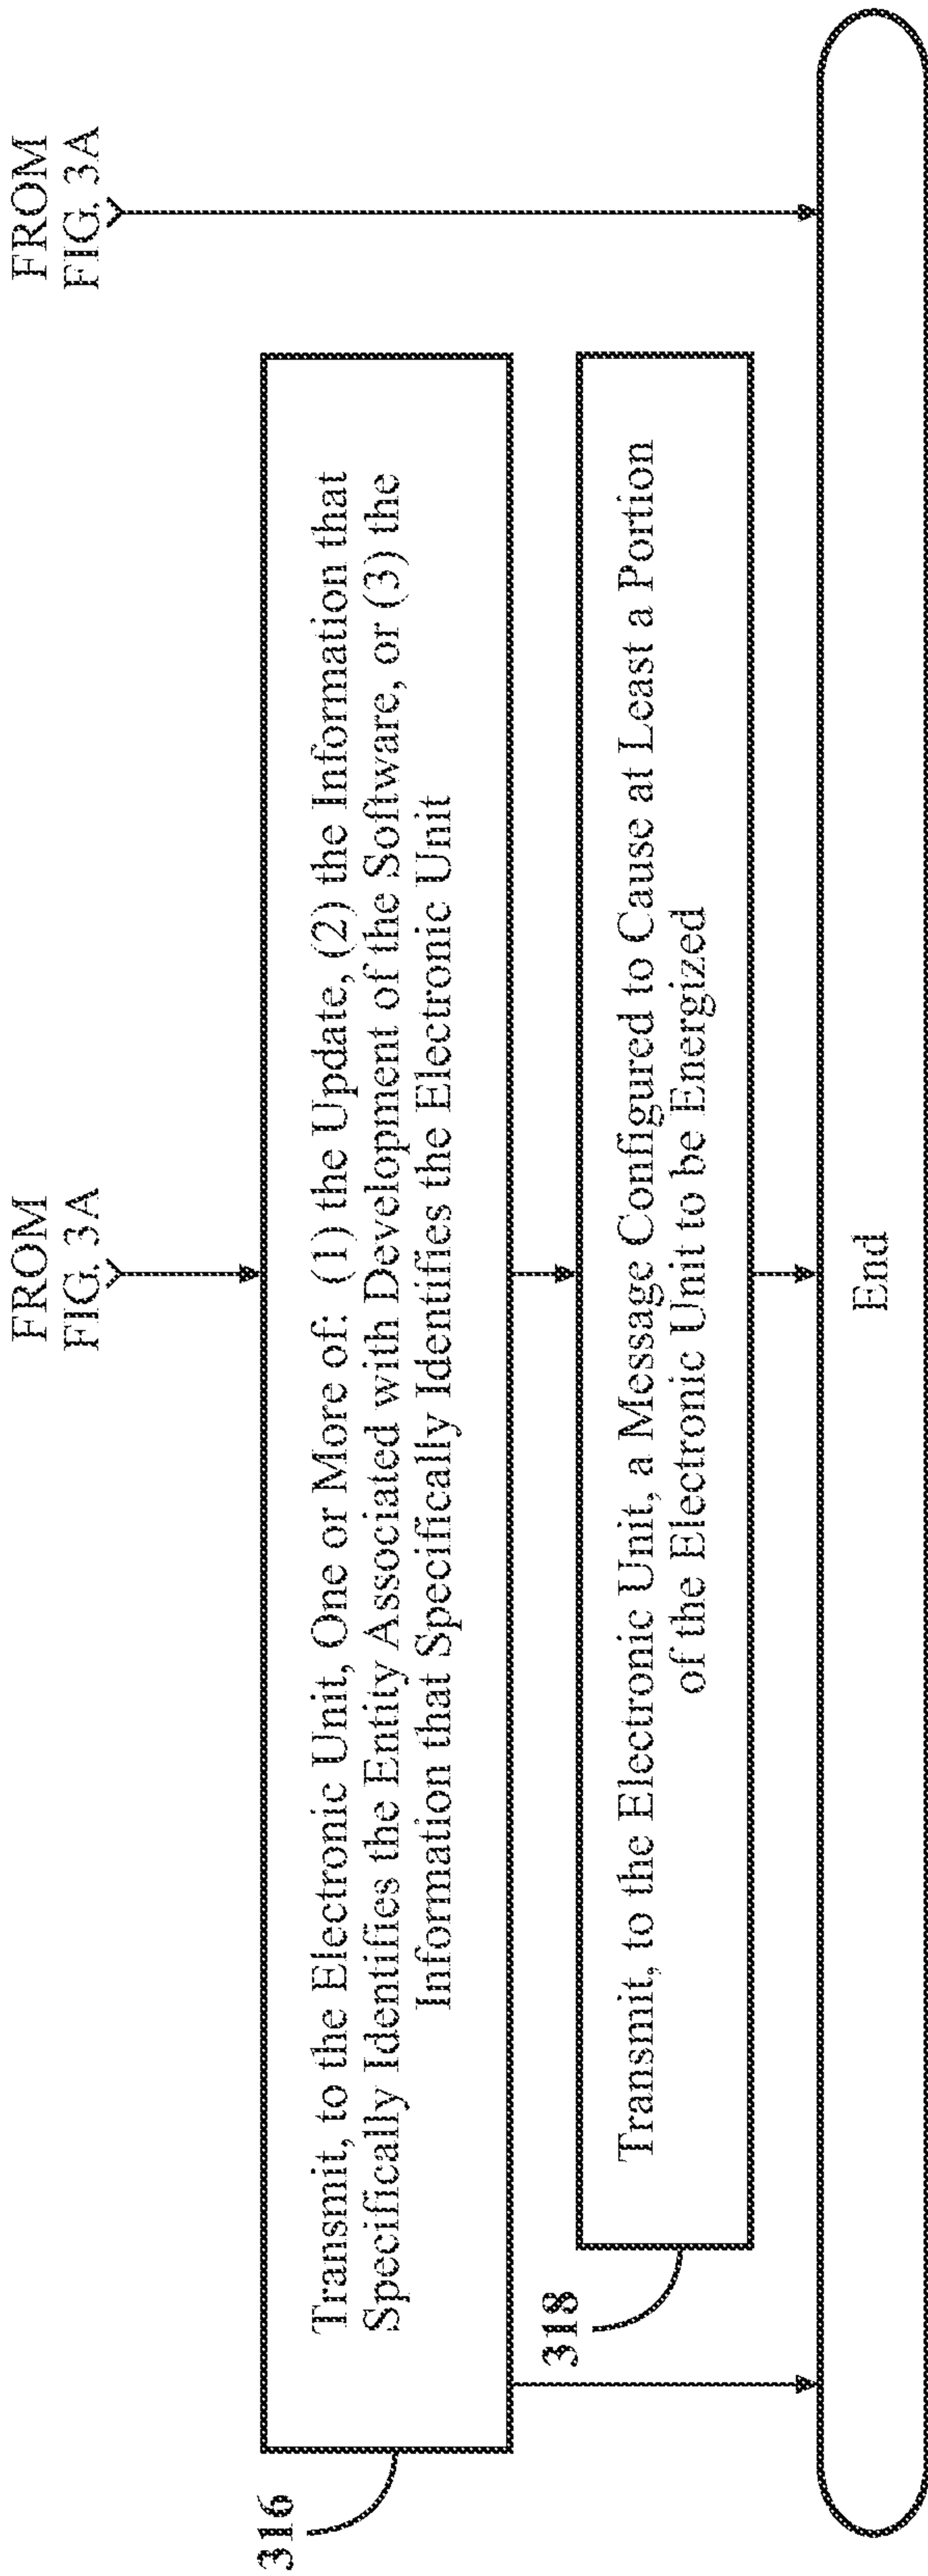 FROM
FIG. 3A
FROM
FIG. 3A
316
Transmit, to the Electronic Unit, One or More of: (1) the Update, (2) the Information that
Specifically Identifies the Entity Associated with Development of the Software, or (3) the
Information that Specifically Identifies the Electronic Unit
318
Transmit, to the Electronic Unit, a Message Configured to Cause at Least a Portion
of the Electronic Unit to be Energized
End